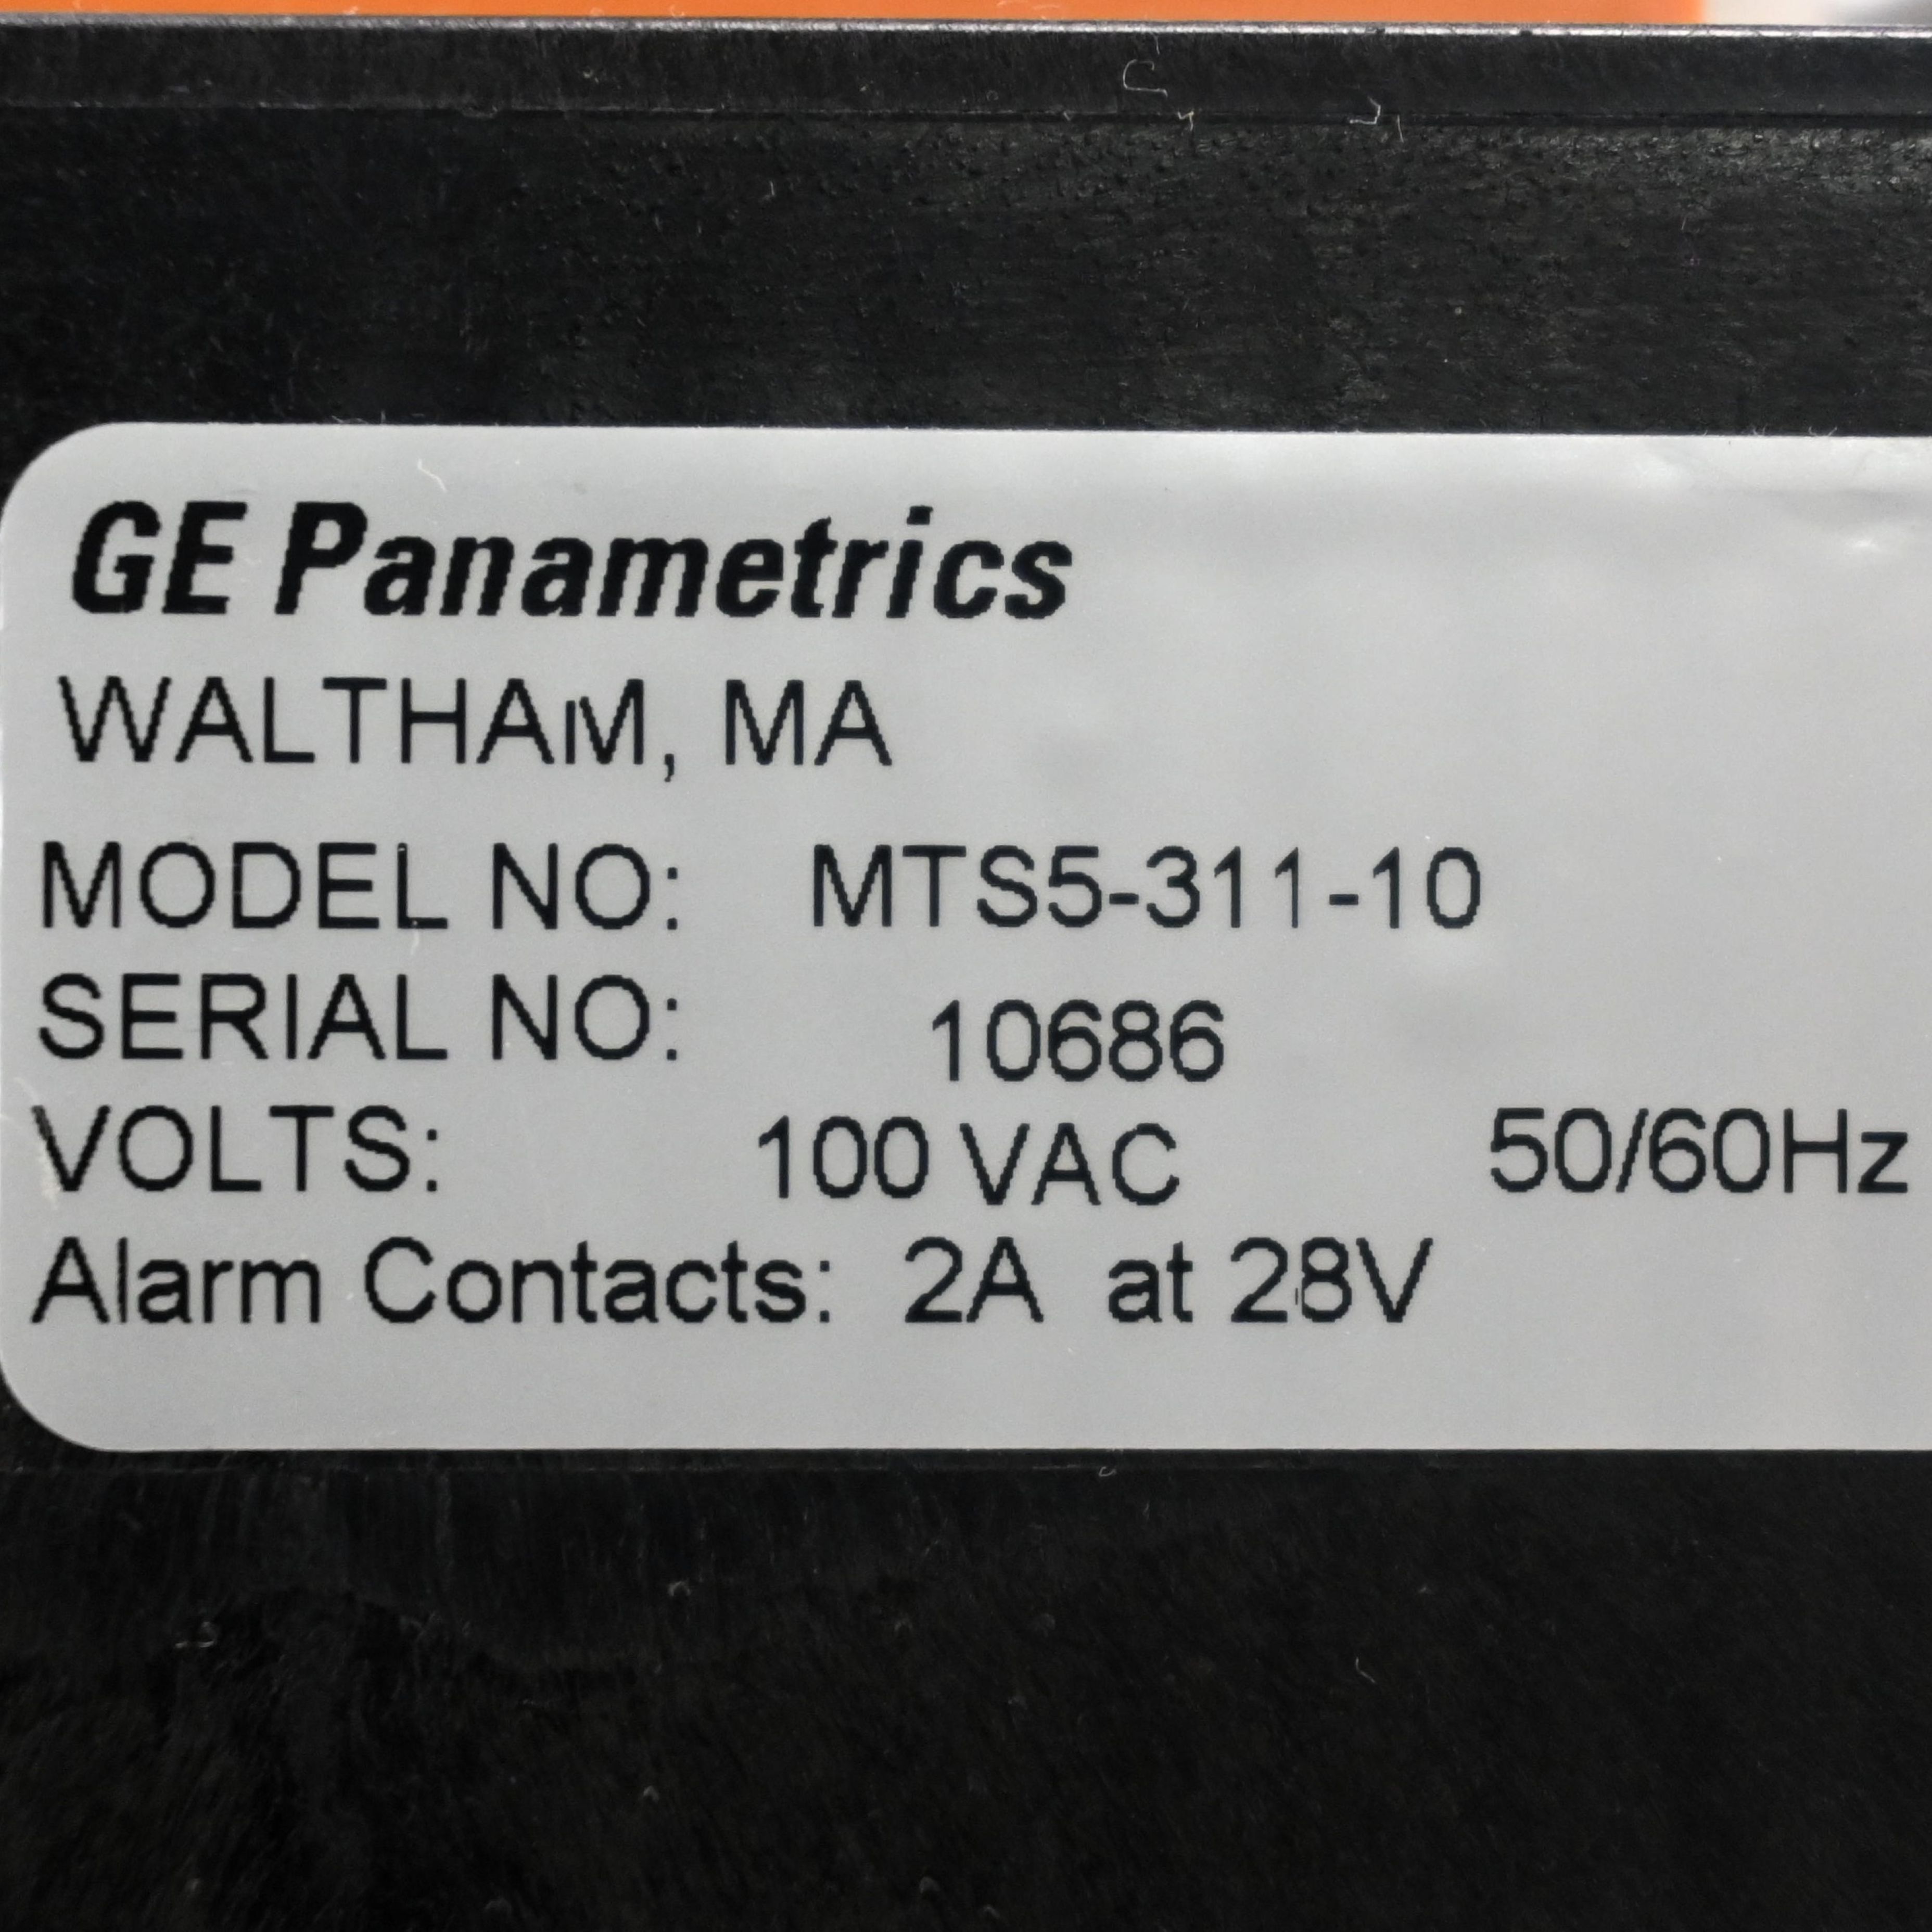 GE Panametrics
WALTHAM, MA
MODEL NO: MTS5-311-10
SERIAL NO: 10686
VOLTS: 100 VAC 50/60Hz
Alarm Contacts: 2A at 28V